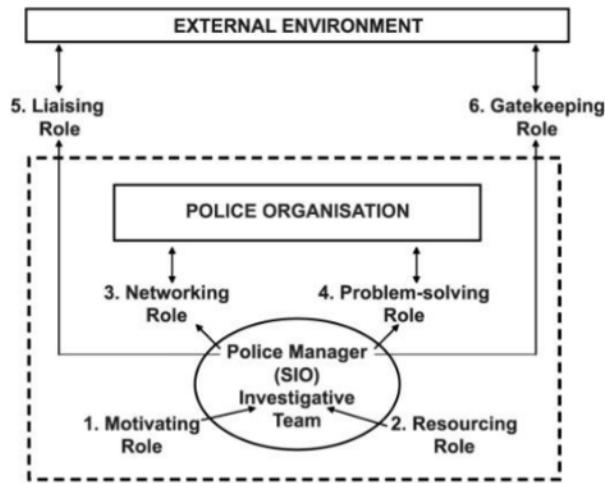 EXTERNAL ENVIRONMENT
5. Liaising
Role
6. Gatekeeping
Role
POLICE ORGANISATION
3. Networking
Role
4. Problem-solving
Role
Police Manager
(SIO)
Investigative
Team
1. Motivating
Role
2. Resourcing
Role